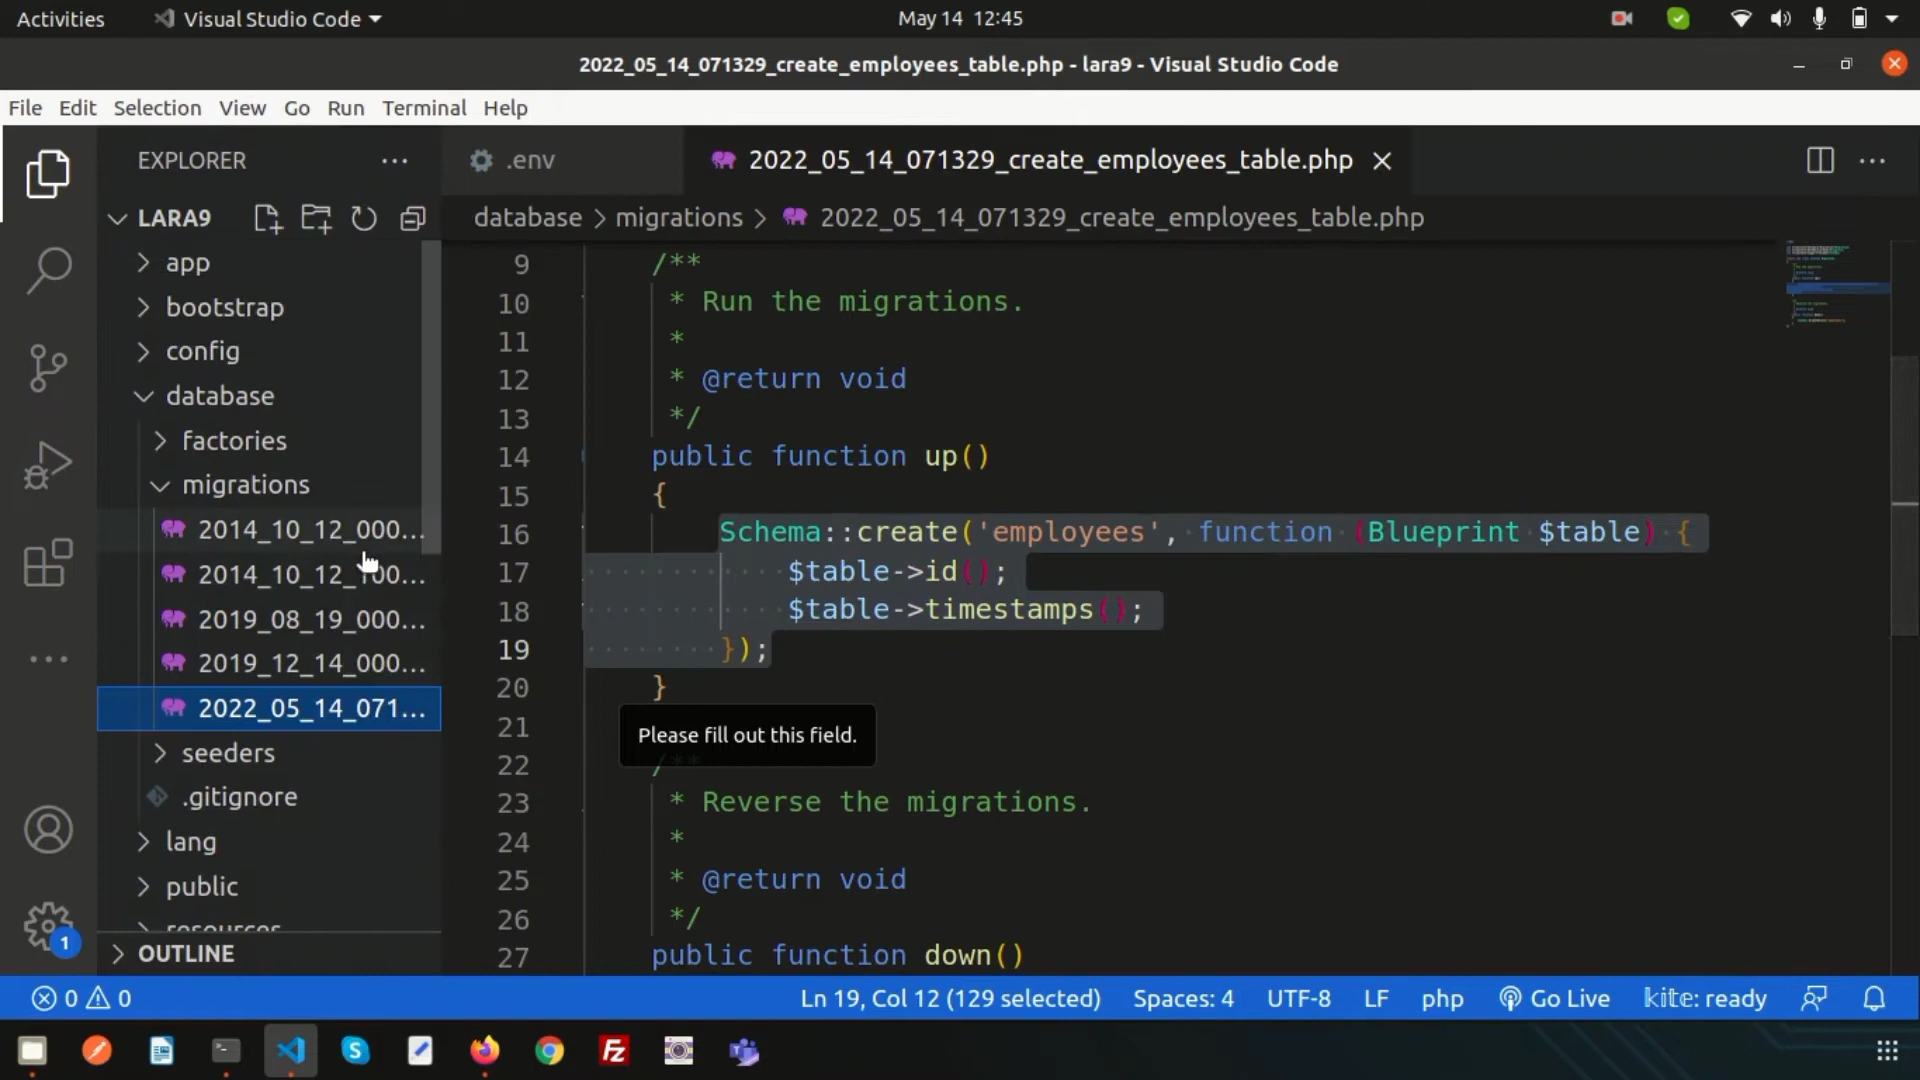 Activities
Visual Studio Code
May 14 12:45
2022_05_14_071329_create_employees_table.php - lara9 - Visual Studio Code
File Edit Selection View Go Run Terminal Help
EXPLORER
.env
2022_05_14_071329_create_employees_table.php
LARA9
database > migrations > 2022_05_14_071329_create_employees_table.php
app
bootstrap
config
database
factories
migrations
2014_10_12_000...
2014_10_12_100...
2019_08_19_000...
2019_12_14_000...
2022_05_14_071...
seeders
.gitignore
lang
public
resources
OUTLINE
9 /**
10 * Run the migrations.
11 *
12 * @return void
13 */
14 public function up()
15 {
16 Schema::create('employees', function (Blueprint $table) {
17 $table->id();
18 $table->timestamps();
19 });
20 }
21
Please fill out this field.
22 /**
23 * Reverse the migrations.
24 *
25 * @return void
26 */
27 public function down()
1
0 0
Ln 19, Col 12 (129 selected)
Spaces: 4
UTF-8
LF
php
Go Live
kite: ready